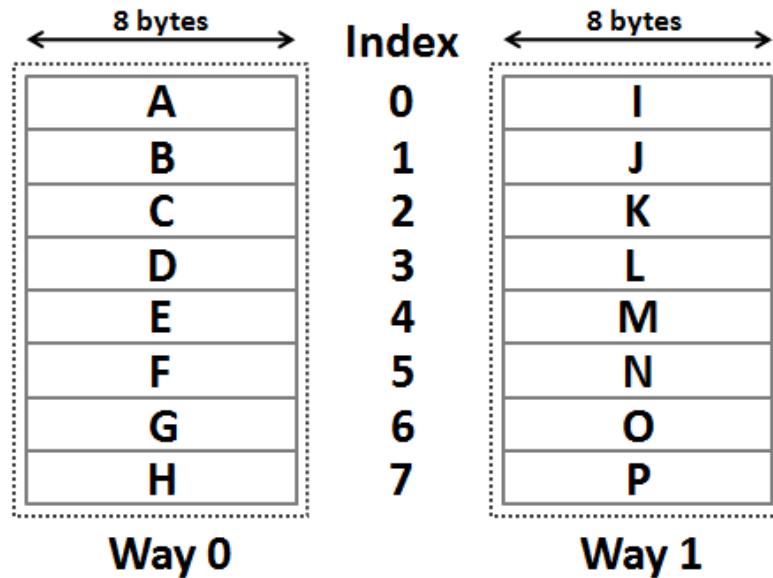 8 bytes Index 8 bytes
A 0 I
B 1 J
C 2 K
D 3 L
E 4 M
F 5 N
G 6 O
H 7 P
Way 0 Way 1